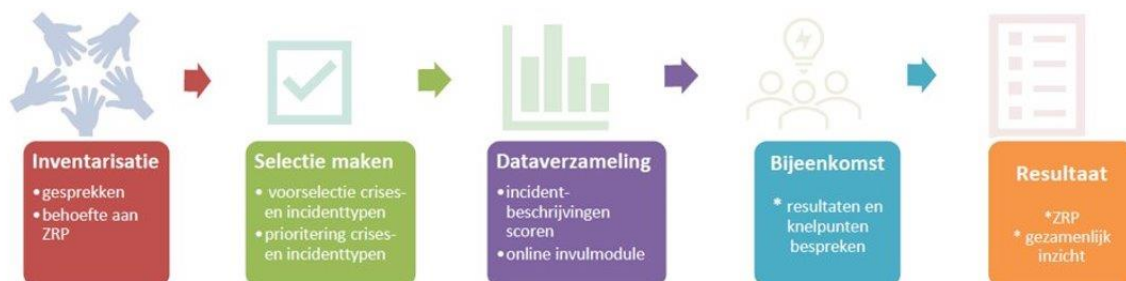 Inventarisatie
•gesprekken
•behoefte aan
ZRP
Selectie maken
• voorselectie crises-
en incidenttypen
•prioritering crises-
en incidenttypen
Dataverzameling
•incident-
beschrijvingen
scoren
•online invulmodule
Bijeenkomst
* resultaten en
knelpunten
bespreken
Resultaat
*ZRP
* gezamenlijk
inzicht